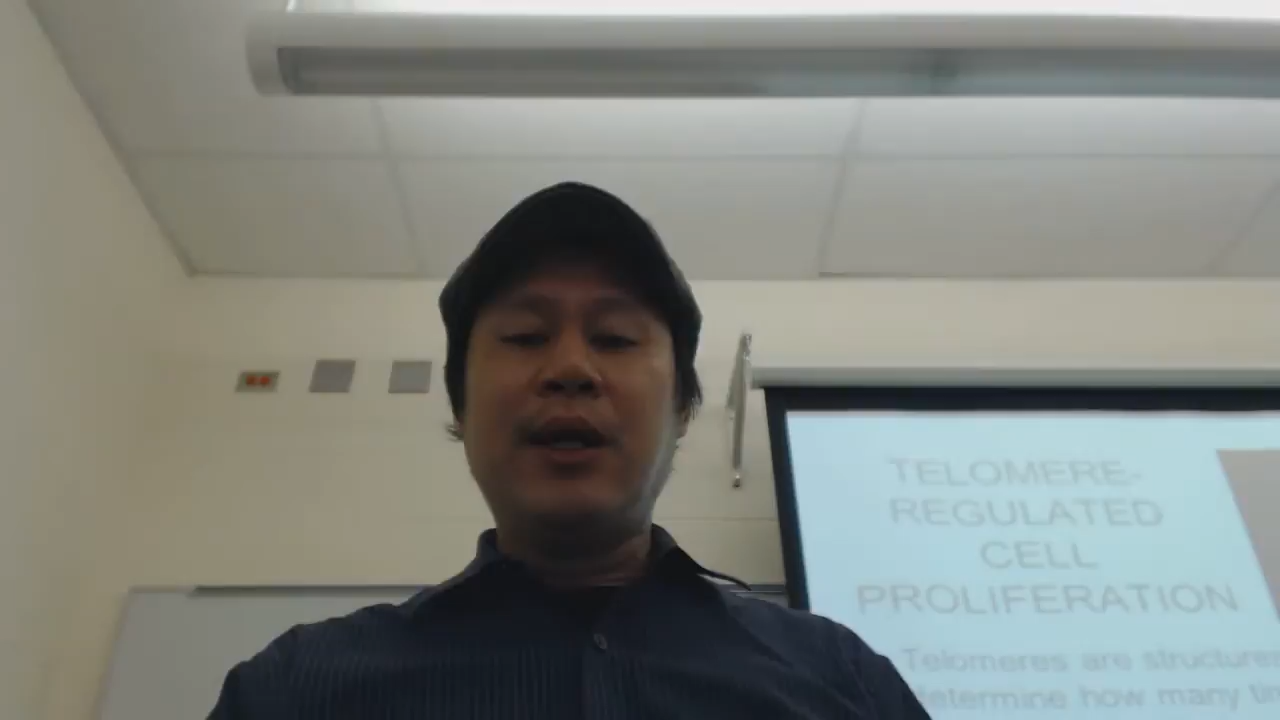 TELOMERE-
REGULATED
CELL
PROLIFERATION
Telomeres are structures
determine how many